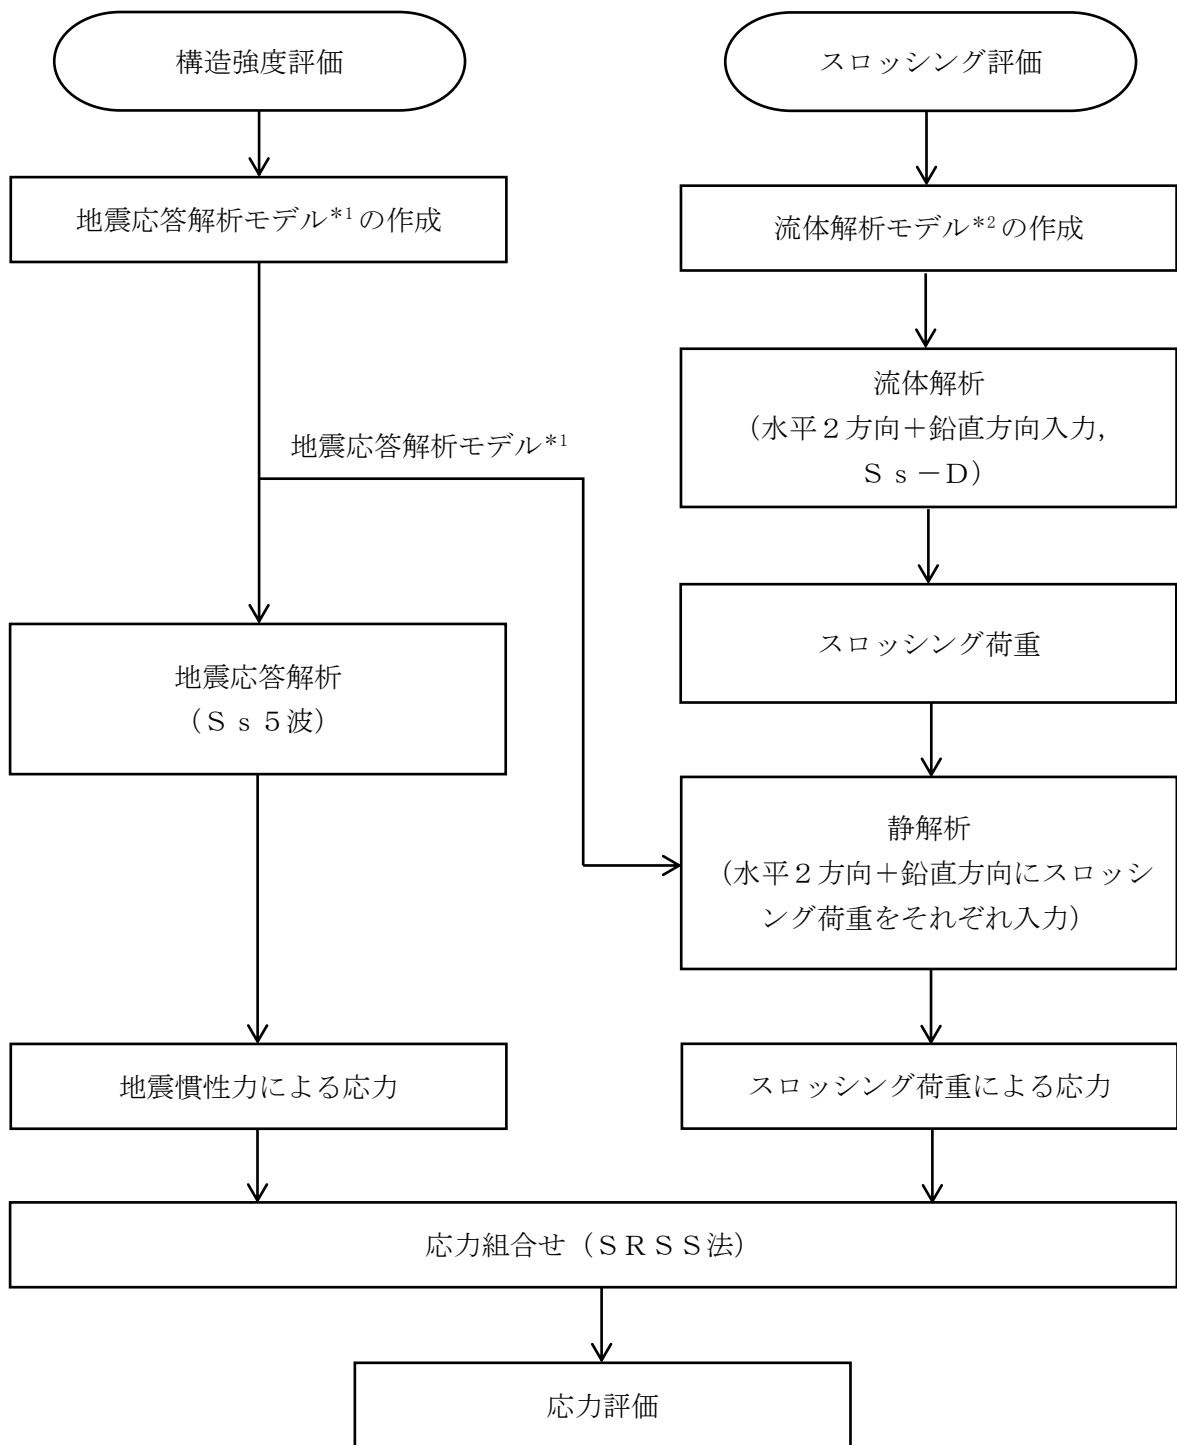 構造強度評価
地震応答解析モデル*1の作成
地震応答解析モデル*1
地震応答解析
（Ｓｓ５波）
地震慣性力による応力
スロッシング評価
流体解析モデル*2の作成
流体解析
（水平２方向＋鉛直方向入力，
Ｓｓ－Ｄ）
スロッシング荷重
静解析
（水平２方向＋鉛直方向にスロッシ
ング荷重をそれぞれ入力）
スロッシング荷重による応力
応力組合せ（ＳＲＳＳ法）
応力評価